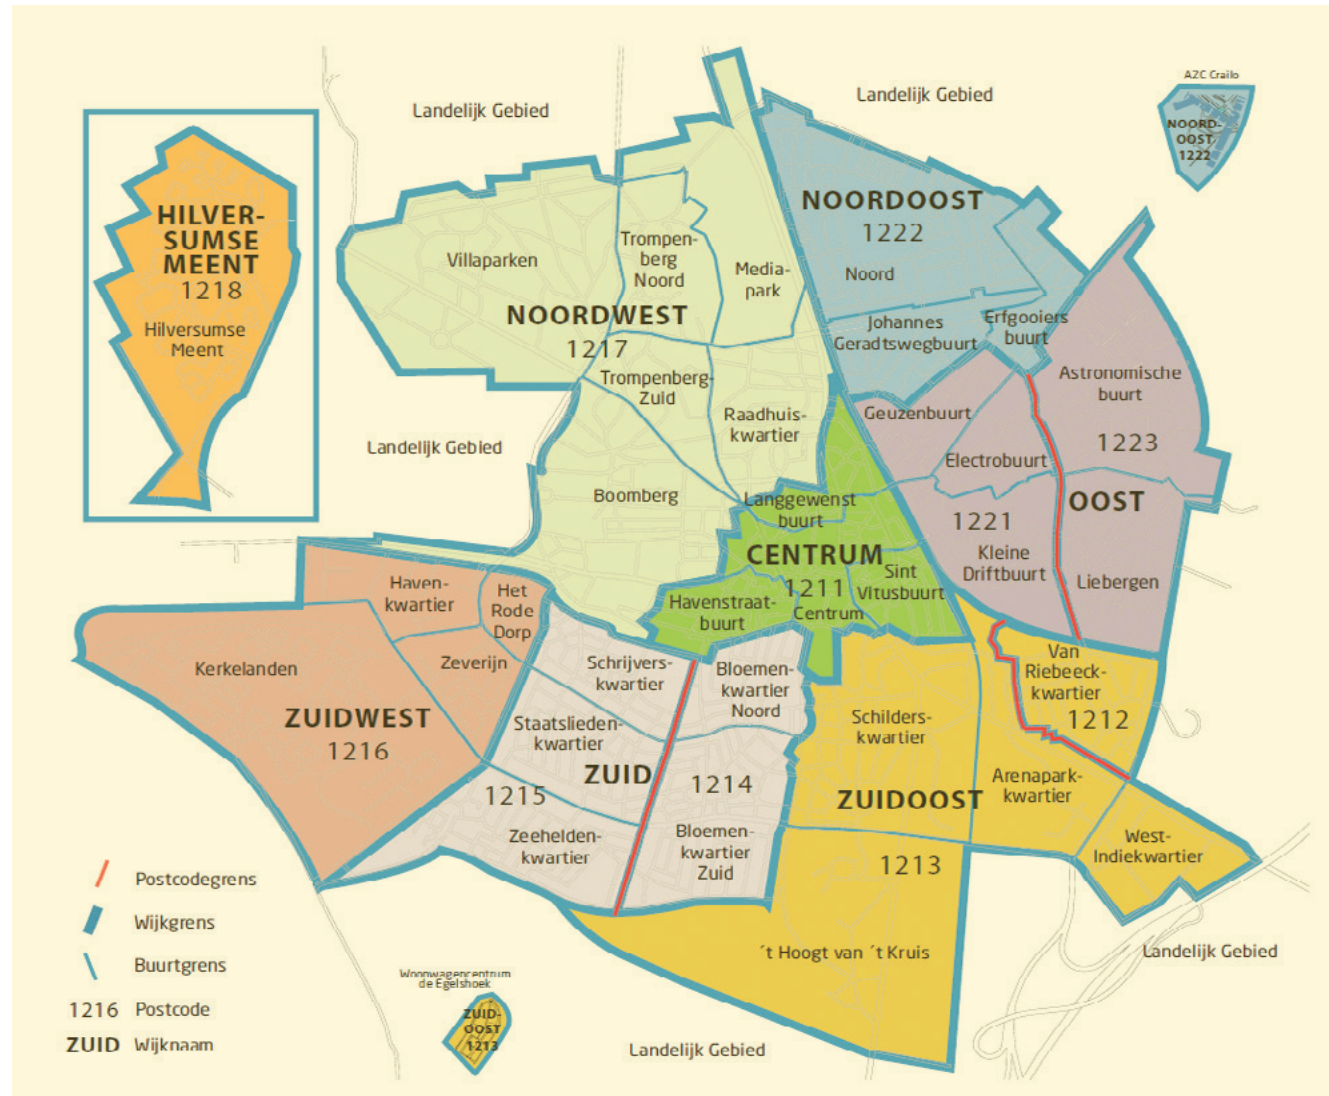 AZC Crailo
NOORD-
OOST
1222
Landelijk Gebied
Landelijk Gebied
HILVER-
SUMSE
MEENT
1218
Hilversumse
Meent
NOORDOOST
1222
Noord
Johannes
Geradtswegbuurt
Erfgooiers
buurt
Villaparken
Trompen-
berg
Noord
Media-
park
NOORDWEST
1217
Trompenberg-
Zuid
Raadhuis-
kwartier
Boomberg
Landelijk Gebied
Geuzenbuurt
Astronomische
buurt
1223
Electrobuurt
OOST
1221
Kleine
Driftbuurt
Liebergen
Langgewenst
buurt
CENTRUM
1211
Centrum
Sint
Vitusbuurt
Havenstraat-
buurt
Haven-
kwartier
Het
Rode
Dorp
Kerkelanden
Zeverijn
ZUIDWEST
1216
Schrijvers-
kwartier
Bloemen-
kwartier
Noord
Staatslieden-
kwartier
ZUID
1215
1214
Zeehelden-
kwartier
Bloemen-
kwartier
Zuid
Van
Riebeeck-
kwartier
1212
Schilders-
kwartier
Arenapark-
kwartier
ZUIDOOST
1213
West-
Indiekwartier
´t Hoogt van ´t Kruis
Landelijk Gebied
Landelijk Gebied
Woonwagencentrum
de Egelshoek
ZUID-
OOST
1213
Postcodegrens
Wijkgrens
Buurtgrens
1216 Postcode
ZUID Wijknaam